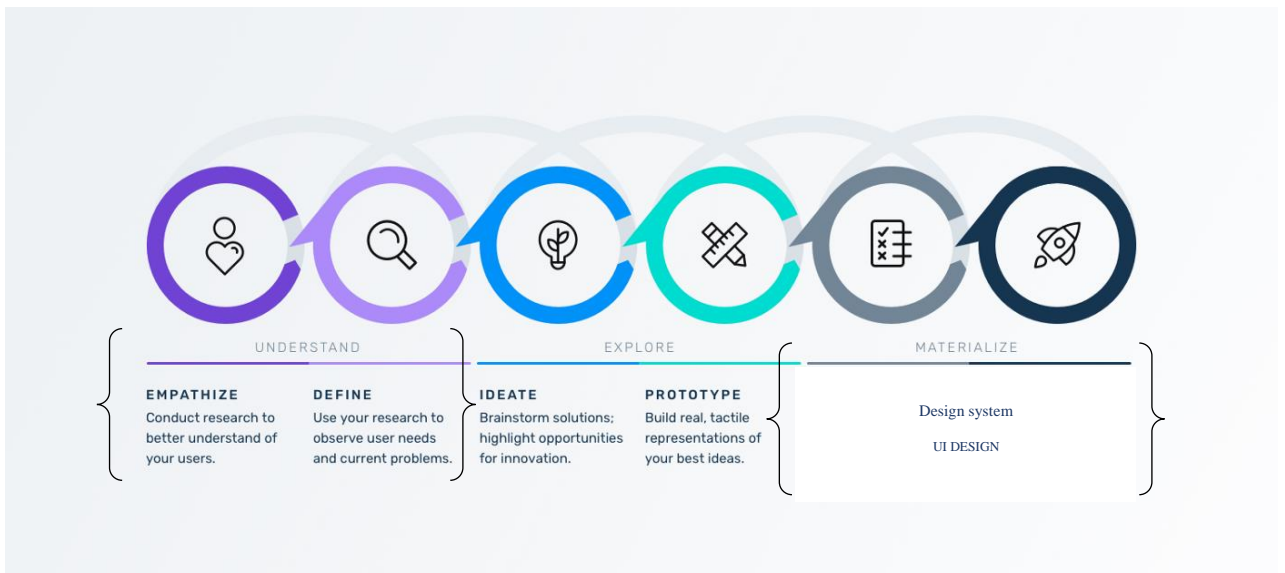 UNDERSTAND
EXPLORE
MATERIALIZE
EMPATHIZE
Conduct research to
better understand of
your users.
DEFINE
Use your research to
observe user needs
and current problems.
IDEATE
Brainstorm solutions;
highlight opportunities
for innovation.
PROTOTYPE
Build real, tactile
representations of
your best ideas.
Design system
UI DESIGN